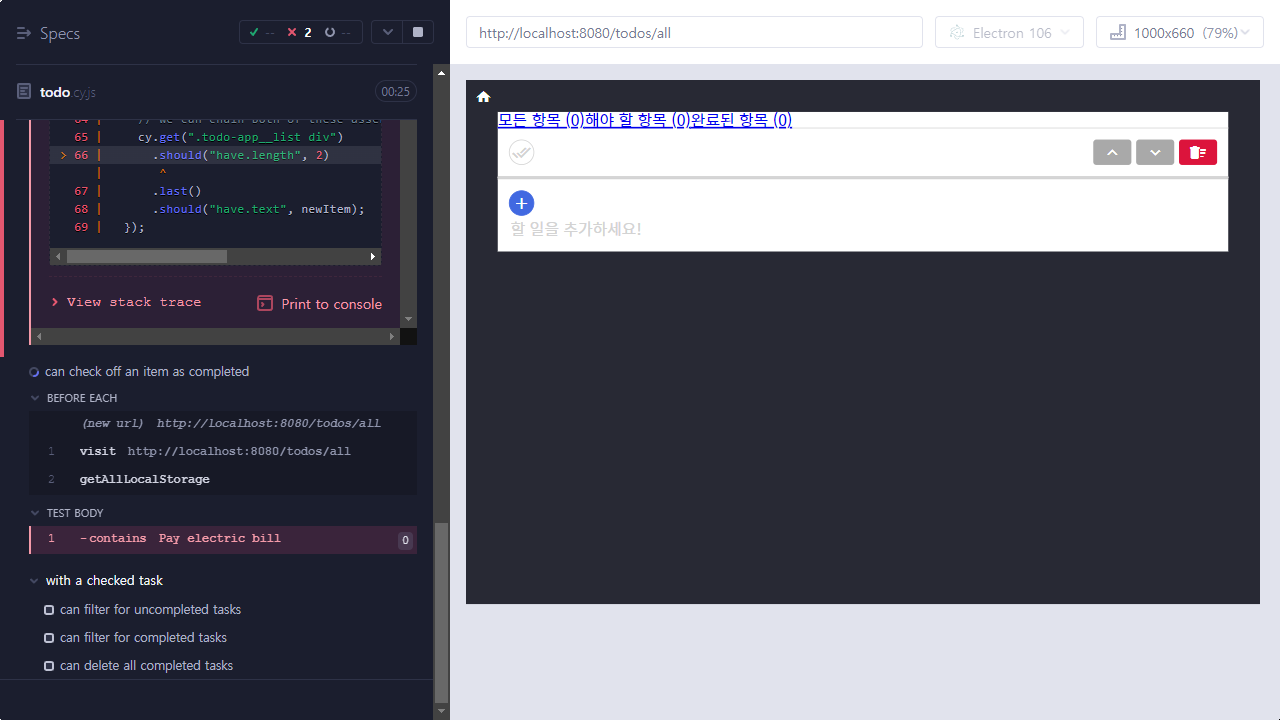 Specs
-- 2 --
todo.cy.js
00:25
64 | // we can chain both of these asse
65 | cy.get(".todo-app__list div")
> 66 | .should("have.length", 2)
| ^
67 | .last()
68 | .should("have.text", newItem);
69 | });
> View stack trace
Print to console
can check off an item as completed
BEFORE EACH
(new url) http://localhost:8080/todos/all
1 visit http://localhost:8080/todos/all
2 getAllLocalStorage
TEST BODY
1 -contains Pay electric bill 0
with a checked task
can filter for uncompleted tasks
can filter for completed tasks
can delete all completed tasks
http://localhost:8080/todos/all
Electron 106
1000x660 (79%)
모든 항목 (0)해야 할 항목 (0)완료된 항목 (0)
할 일을 추가하세요!